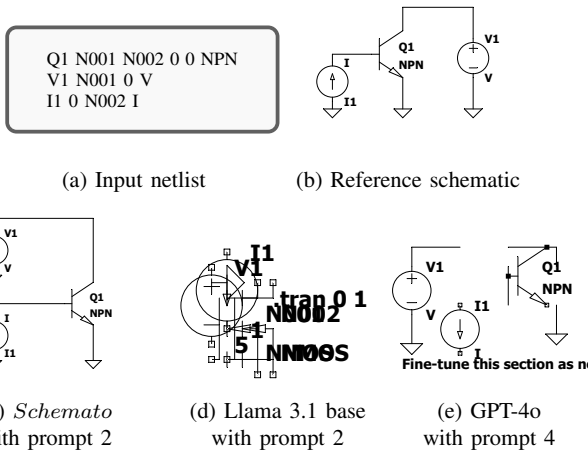 Q1 N001 N002 0 0 NPN
V1 N001 0 V
I1 0 N002 I
Q1
NPN
I
I1
V1
V
(a) Input netlist
(b) Reference schematic
V1
V
I
I1
Q1
NPN
I1
V1
tran 0 1
1
5
V1
V
I1
I
Q1
NPN
Fine-tune this section as
) Schemato
ith prompt 2
(d) Llama 3.1 base
with prompt 2
(e) GPT-4o
with prompt 4